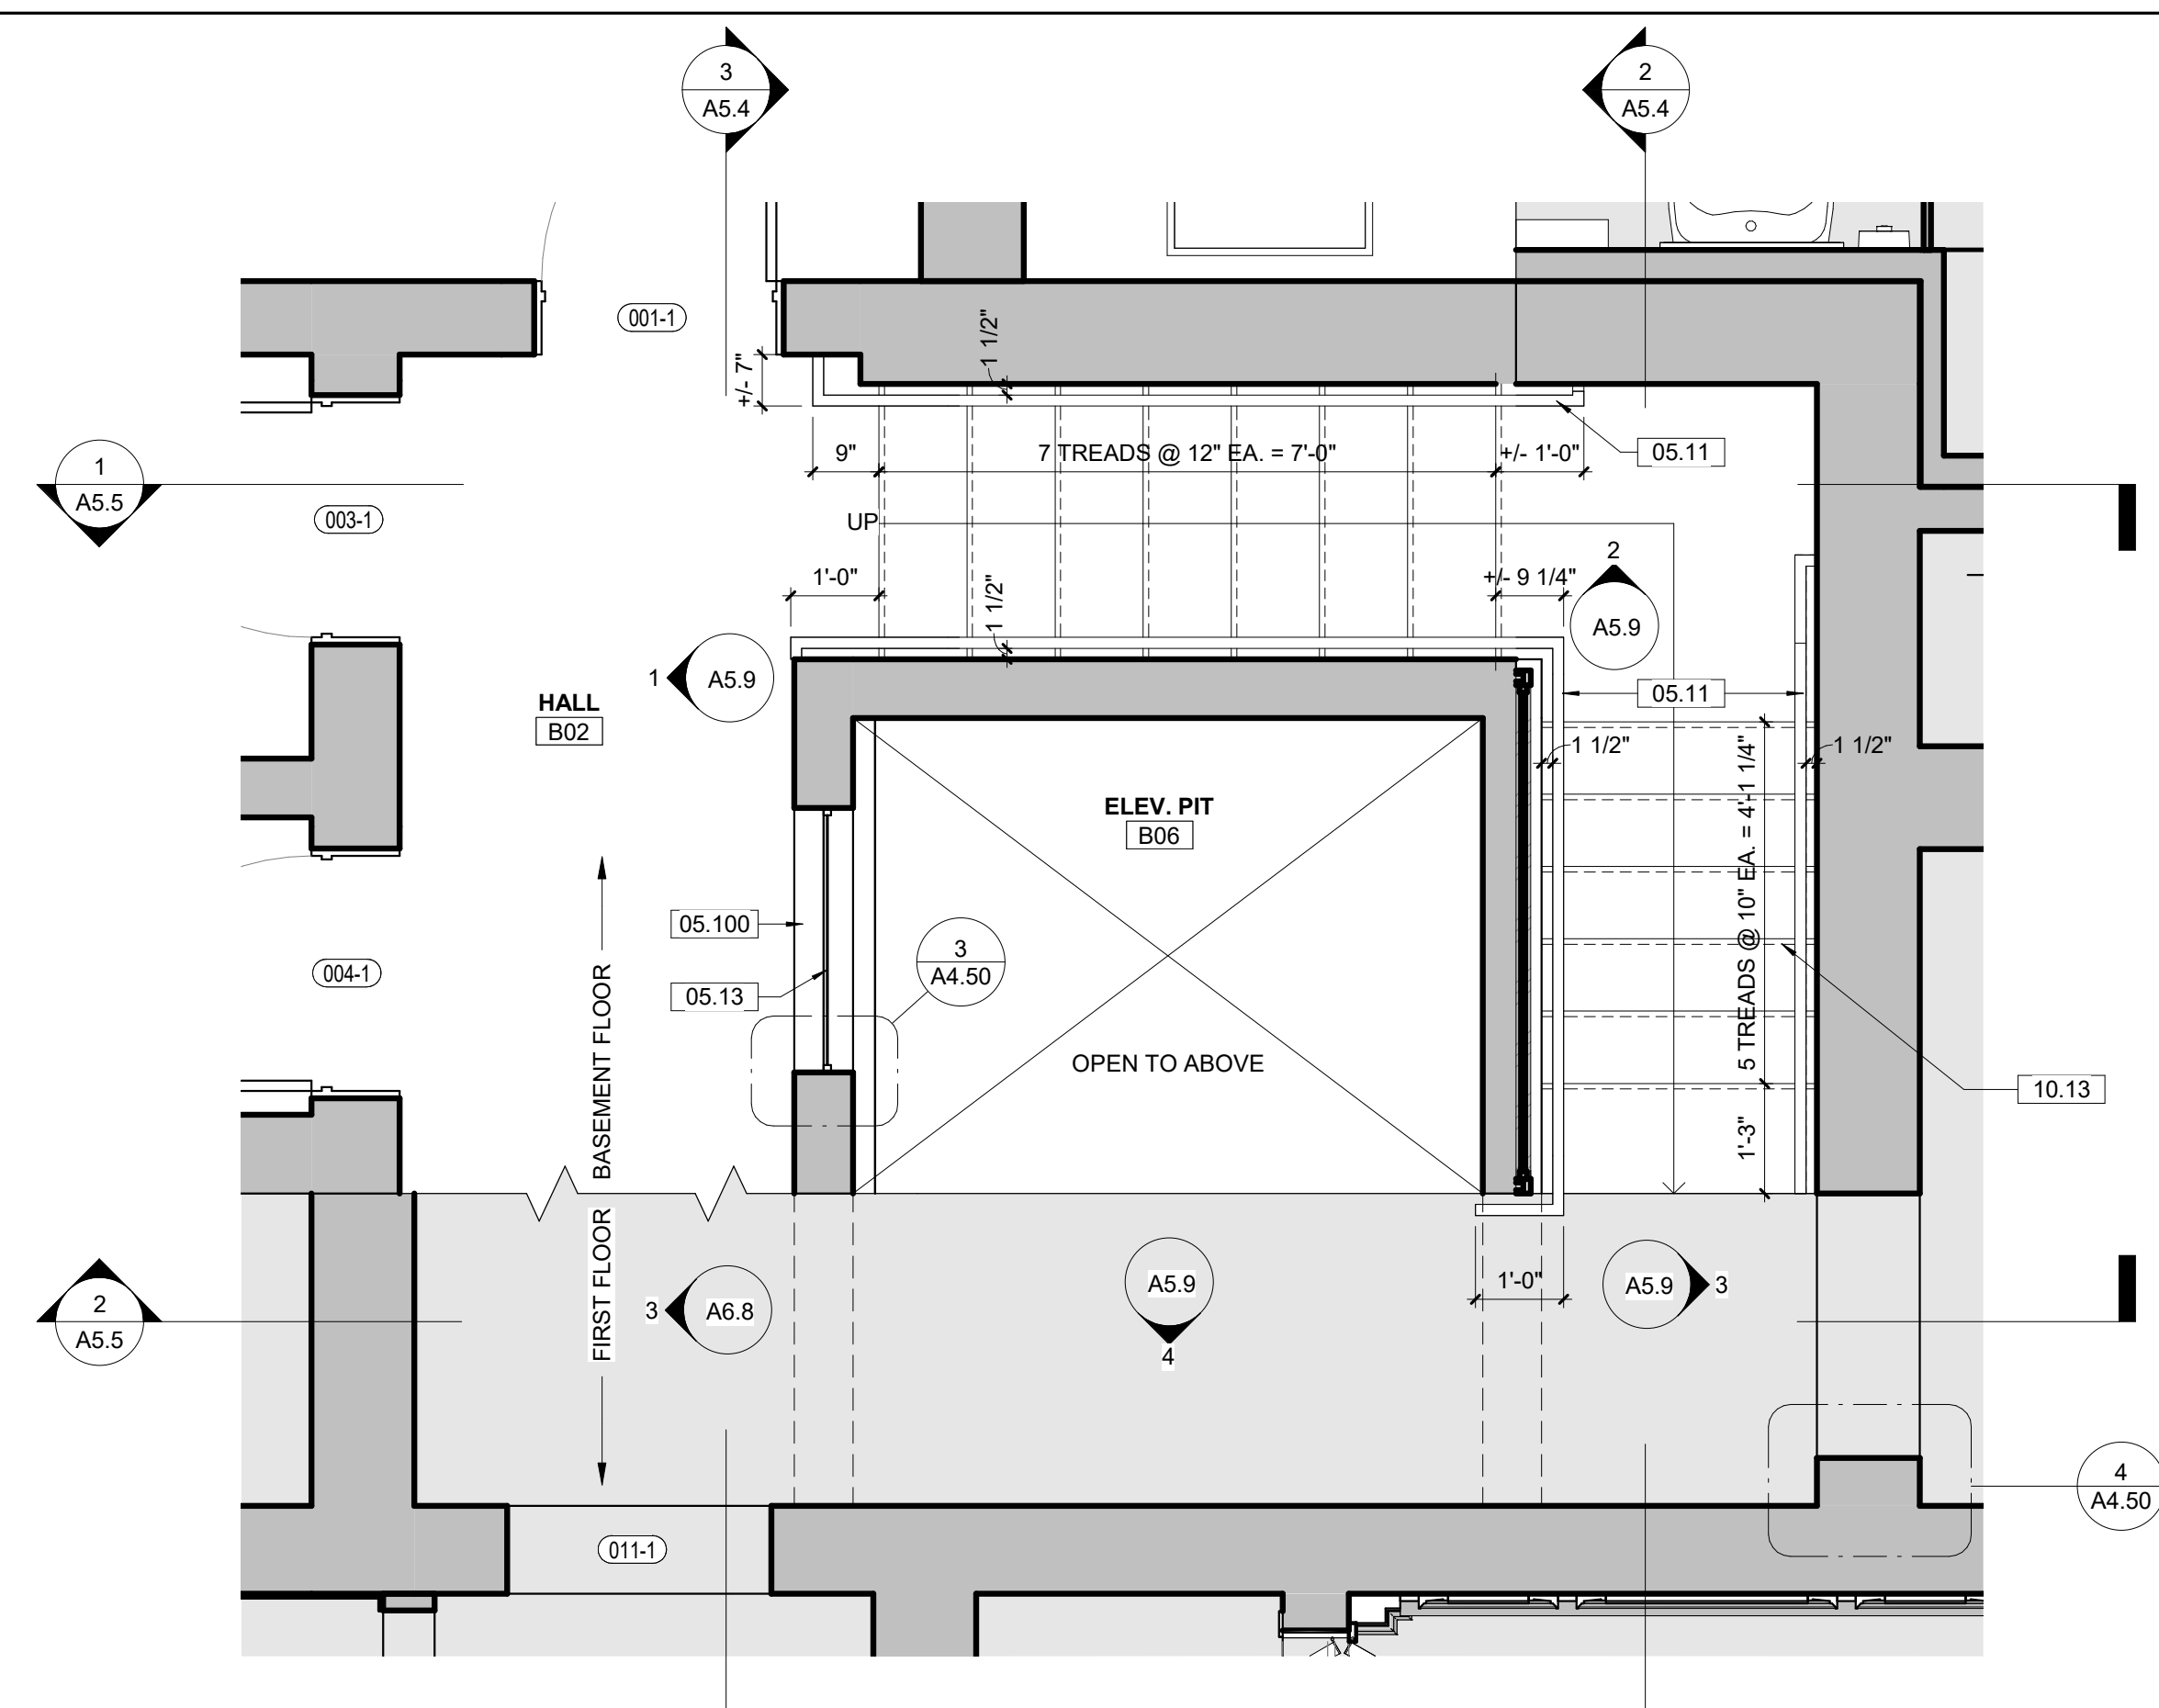 3
A5.4
2
A5.4
001-1
1 1/2"
+/- 7"
9"
7 TREADS @ 12" EA. = 7'-0"
+/- 1'-0"
05.11
1
A5.5
003-1
UP
1'-0"
1 1/2"
+/- 9 1/4"
2
A5.9
1
A5.9
HALL
B02
05.11
1 1/2"
1 1/2"
5 TREADS @ 10" EA. = 4'-1 1/4"
ELEV. PIT
B06
05.100
3
A4.50
004-1
05.13
BASEMENT FLOOR
OPEN TO ABOVE
10.13
1'-3"
FIRST FLOOR
2
A5.5
3
A6.8
A5.9
4
1'-0"
A5.9
3
4
A4.50
011-1